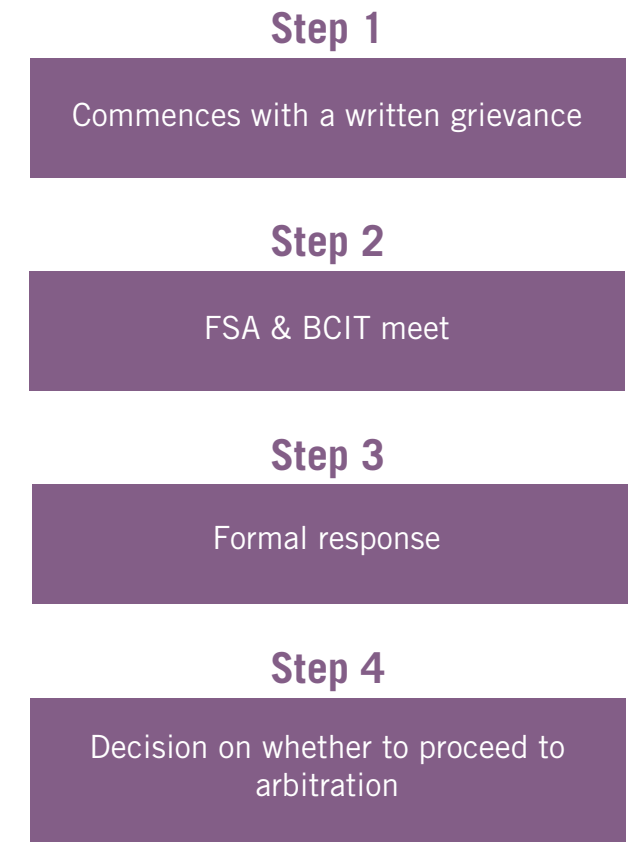 Step 1
Commences with a written grievance
Step 2
FSA & BCIT meet
Step 3
Formal response
Step 4
Decision on whether to proceed to
arbitration